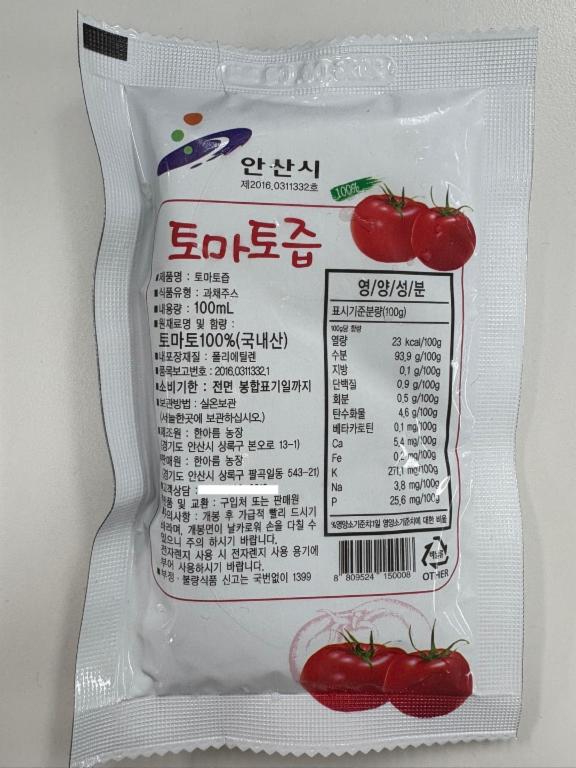 안산시
제2016.0311332호
100%
토마토즙
■제품명 : 토마토즙
■식품유형 : 과채주스
■내용량 : 100mL
■원재료명 및 함량 :
토마토100%(국내산)
■내포장재질 : 폴리에틸렌
■품목보고번호 : 2016.0311332.1
■소비기한 : 전면 봉합표기일까지
■보관방법 : 실온보관
(서늘한곳에 보관하십시오.)
■제조원 : 한아름 농장
(경기도 안산시 상록구 본오로 13-1)
■판매원 : 한아름 농장
(경기도 안산시 상록구 팔곡일동 543-21)
■고객상담 :
■반품 및 교환 : 구입처 또는 판매원
■주의사항 : 개봉 후 가급적 빨리 드시기
바라며, 개봉면이 날카로워 손을 다칠 수
있으니 주의 하시기 바랍니다.
전자렌지 사용 시 전자렌지 사용 용기에
부어 사용하시기 바랍니다.
■부정·불량식품 신고는 국번없이 1399
영/양/성/분
표시기준분량(100g)
100g당 함량
열량 23 kcal/100g
수분 93,9 g/100g
지방 0,1 g/100g
단백질 0,9 g/100g
회분 0,5 g/100g
탄수화물 4,6 g/100g
베타카로틴 0,1 mg/100g
Ca 5,4 mg/100g
Fe mg/100g
K 271,1 mg/100g
Na 3,8 mg/100g
P 25,6 mg/100g
%영양소기준치:1일 영양소기준치에 대한 비율
8 809524 150008
OTHER